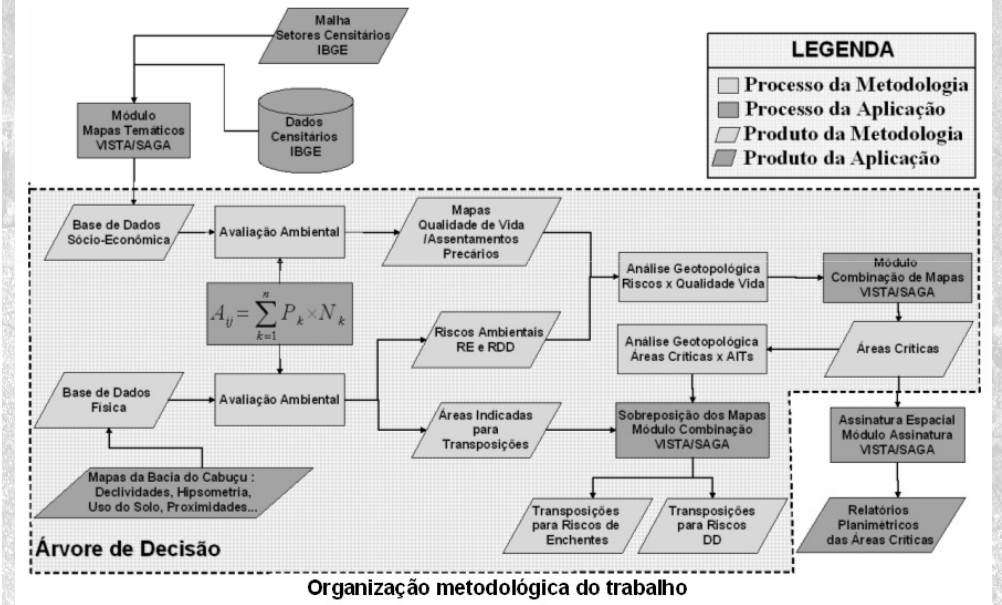 Malha
Setores Censitários
IBGE
LEGENDA
Processo da Metodologia
Processo da Aplicação
Produto da Metodologia
Produto da Aplicação
Módulo
Mapas Temáticos
VISTA/SAGA
Dados
Censitários
IBGE
Base de Dados
Sócio-Econômica
Avaliação Ambiental
Mapas
Qualidade de Vida
/Assentamentos
Precários
Análise Geotopológica
Riscos x Qualidade Vida
Módulo
Combinação de Mapas
VISTA/SAGA
A_{ij} = \sum_{k=1}^{n} P_k \times N_k
Riscos Ambientais
RE e RDD
Análise Geotopológica
Áreas Críticas x AITs
Áreas Críticas
Base de Dados
Física
Avaliação Ambiental
Áreas Indicadas
para
Transposições
Sobreposição dos Mapas
Módulo Combinação
VISTA/SAGA
Assinatura Espacial
Módulo Assinatura
VISTA/SAGA
Mapas da Bacia do Cabuçu :
Declividades, Hipsometria,
Uso do Solo, Proximidades...
Transposições
para Riscos de
Enchentes
Transposições
para Riscos
DD
Relatórios
Planimétricos
das Áreas Críticas
Árvore de Decisão
Organização metodológica do trabalho